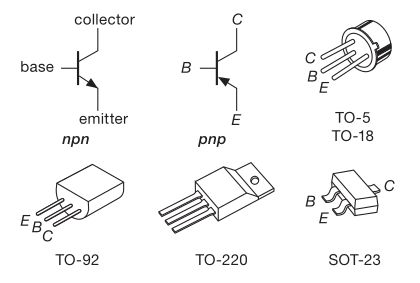 collector
base
emitter
npn
C
B
E
pnp
C
B
E
TO-5
TO-18
E
B
C
TO-92
TO-220
B
E
C
SOT-23